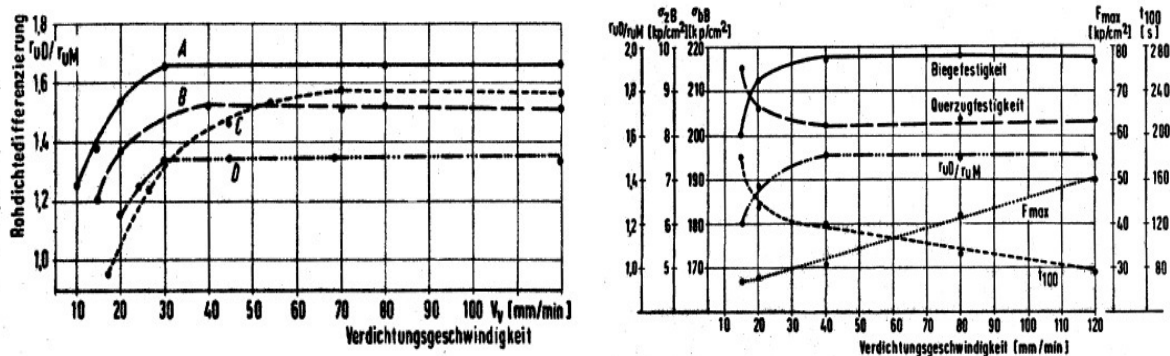 Rohdichtedifferenzierung
ruD/ruM
1,8
1,6
1,4
1,2
1,0
A
B
C
D
10 20 30 40 50 60 70 80 90 100 Vv [mm/min]
Verdichtungsgeschwindigkeit
ruD/ruM
σzB [kp/cm²]
σbB [kp/cm²]
2,0 10 220
1,8 9 210
1,6 8 200
1,4 7 190
1,2 6 180
1,0 5 170
Fmax [kp/cm²]
t100 [s]
80 280
70 240
60 200
50 160
40 120
30 80
Biegefestigkeit
Querzugfestigkeit
ruD/ruM
Fmax
t100
10 20 30 40 50 60 70 80 90 100 110 120
Verdichtungsgeschwindigkeit [mm/min]